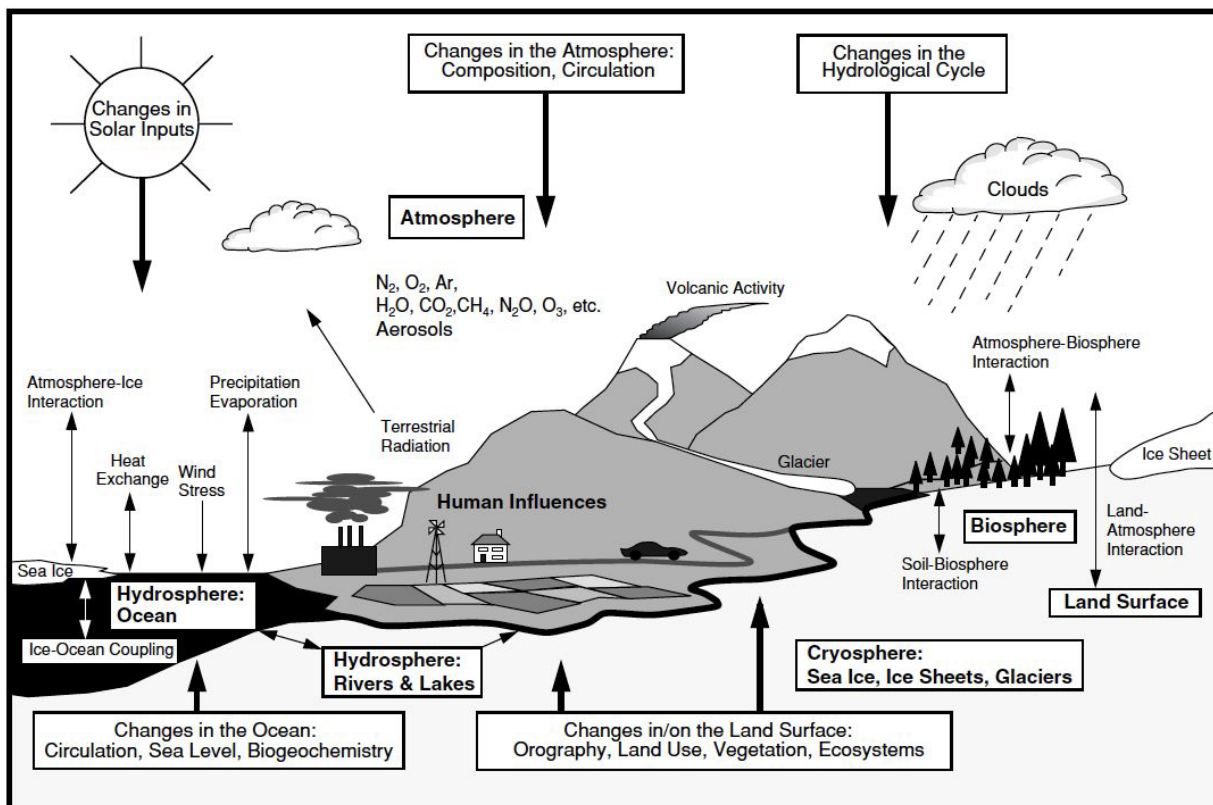 Changes in
Solar Inputs
Changes in the Atmosphere:
Composition, Circulation
Changes in the
Hydrological Cycle
Clouds
Atmosphere
N₂, O₂, Ar,
H₂O, CO₂,CH₄, N₂O, O₃, etc.
Aerosols
Volcanic Activity
Atmosphere-Biosphere
Interaction
Atmosphere-Ice
Interaction
Precipitation
Evaporation
Terrestrial
Radiation
Heat
Exchange
Wind
Stress
Human Influences
Glacier
Ice Sheet
Biosphere
Land-
Atmosphere
Interaction
Soil-Biosphere
Interaction
Sea Ice
Hydrosphere:
Ocean
Land Surface
Ice-Ocean Coupling
Hydrosphere:
Rivers & Lakes
Cryosphere:
Sea Ice, Ice Sheets, Glaciers
Changes in the Ocean:
Circulation, Sea Level, Biogeochemistry
Changes in/on the Land Surface:
Orography, Land Use, Vegetation, Ecosystems